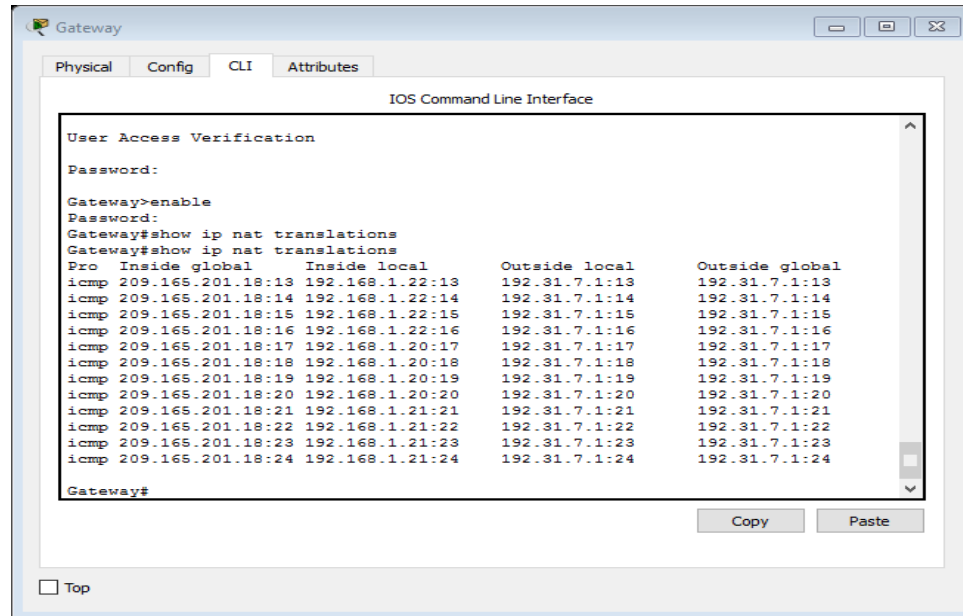 Gateway
Physical Config CLI Attributes
IOS Command Line Interface
User Access Verification
Password:
Gateway>enable
Password:
Gateway#show ip nat translations
Gateway#show ip nat translations
Pro Inside global Inside local Outside local Outside global
icmp 209.165.201.18:13 192.168.1.22:13 192.31.7.1:13 192.31.7.1:13
icmp 209.165.201.18:14 192.168.1.22:14 192.31.7.1:14 192.31.7.1:14
icmp 209.165.201.18:15 192.168.1.22:15 192.31.7.1:15 192.31.7.1:15
icmp 209.165.201.18:16 192.168.1.22:16 192.31.7.1:16 192.31.7.1:16
icmp 209.165.201.18:17 192.168.1.20:17 192.31.7.1:17 192.31.7.1:17
icmp 209.165.201.18:18 192.168.1.20:18 192.31.7.1:18 192.31.7.1:18
icmp 209.165.201.18:19 192.168.1.20:19 192.31.7.1:19 192.31.7.1:19
icmp 209.165.201.18:20 192.168.1.20:20 192.31.7.1:20 192.31.7.1:20
icmp 209.165.201.18:21 192.168.1.21:21 192.31.7.1:21 192.31.7.1:21
icmp 209.165.201.18:22 192.168.1.21:22 192.31.7.1:22 192.31.7.1:22
icmp 209.165.201.18:23 192.168.1.21:23 192.31.7.1:23 192.31.7.1:23
icmp 209.165.201.18:24 192.168.1.21:24 192.31.7.1:24 192.31.7.1:24
Gateway#
Copy Paste
Top